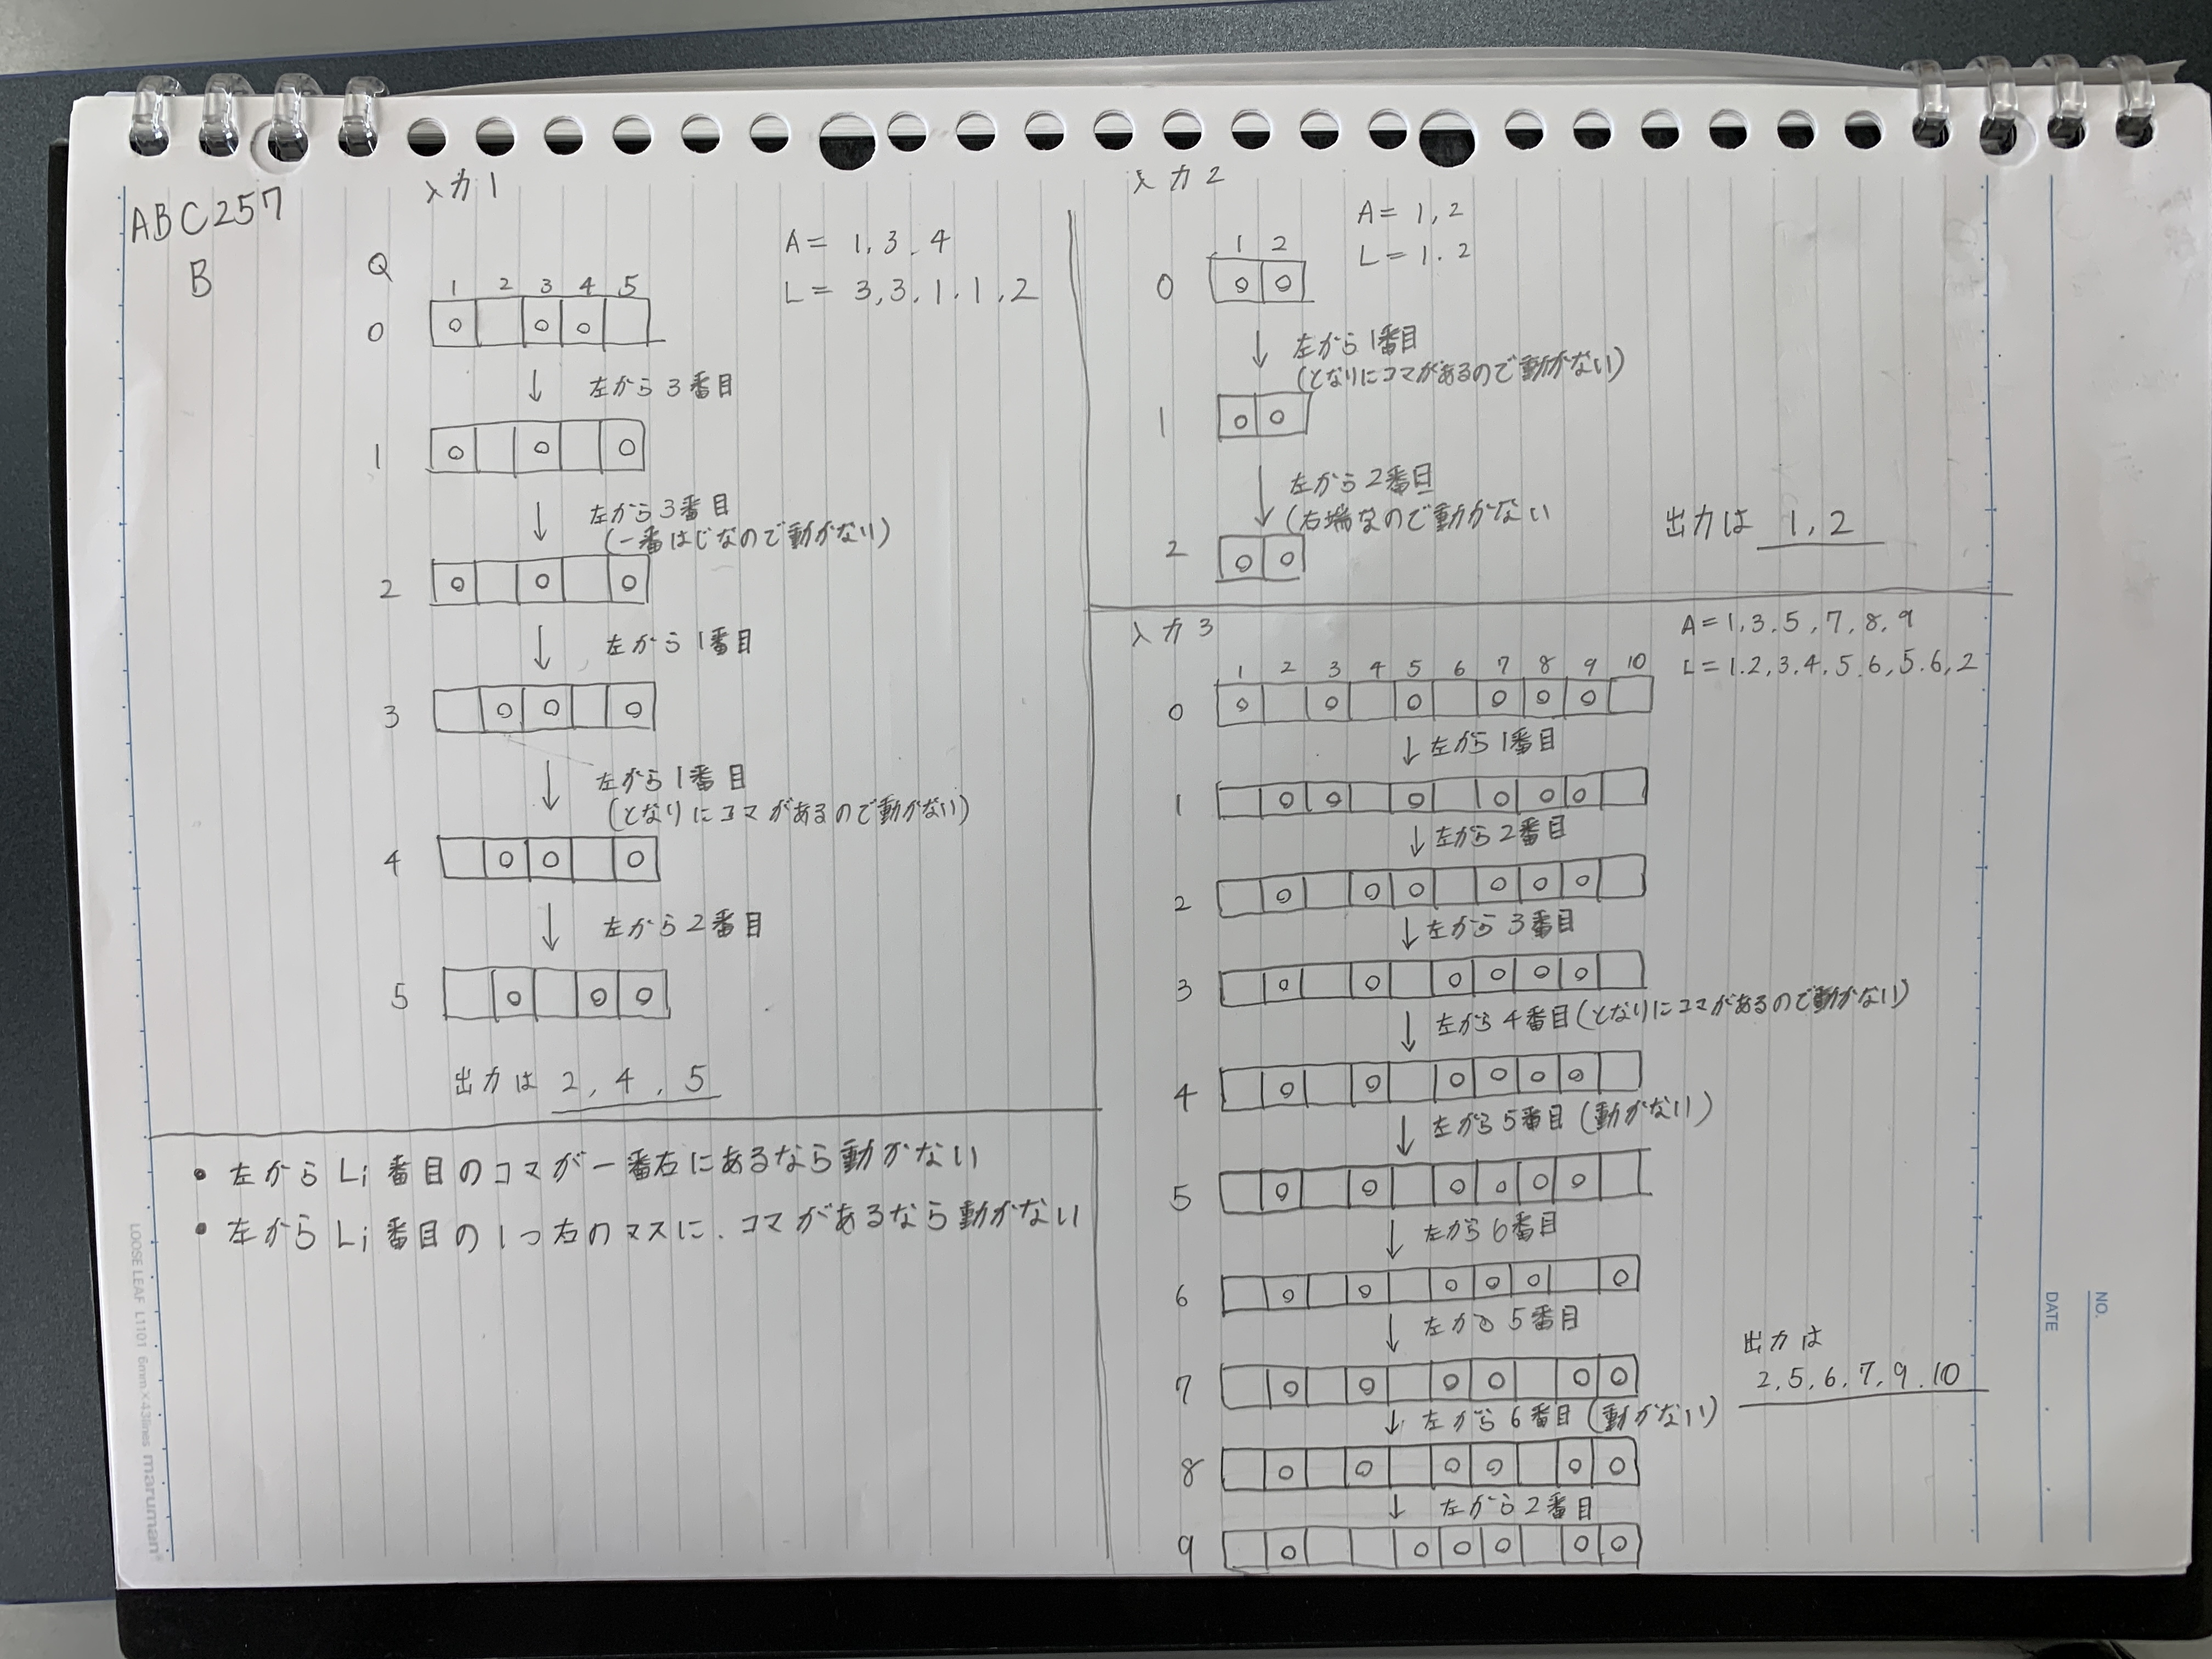 ABC257
B
入力1
A = 1, 3, 4
L = 3, 3, 1, 1, 2
Q
1 2 3 4 5
0
↓ 左から3番目
1
↓ 左から3番目
(一番はじなので動かない)
2
↓ 左から1番目
3
↓ 左から1番目
(となりにコマがあるので動かない)
4
↓ 左から2番目
5
出力は 2, 4, 5
• 左からLi番目のコマが一番右にあるなら動かない
• 左からLi番目の1つ右のマスに、コマがあるなら動かない
入力2
A = 1, 2
L = 1, 2
1 2
0
↓ 左から1番目
(となりにコマがあるので動かない)
1
↓ 左から2番目
(右端なので動かない
2
出力は 1, 2
入力3
A = 1, 3, 5, 7, 8, 9
L = 1, 2, 3, 4, 5, 6, 5, 6, 2
1 2 3 4 5 6 7 8 9 10
0
↓ 左から1番目
1
↓ 左から2番目
2
↓ 左から3番目
3
↓ 左から4番目(となりにコマがあるので動かない)
4
↓ 左から5番目(動かない)
5
↓ 左から6番目
6
↓ 左から5番目
7
↓ 左から6番目(動かない)
8
↓ 左から2番目
9
出力は
2, 5, 6, 7, 9, 10
NO.
DATE
LOOSE LEAF L1101 6mm×43lines maruman